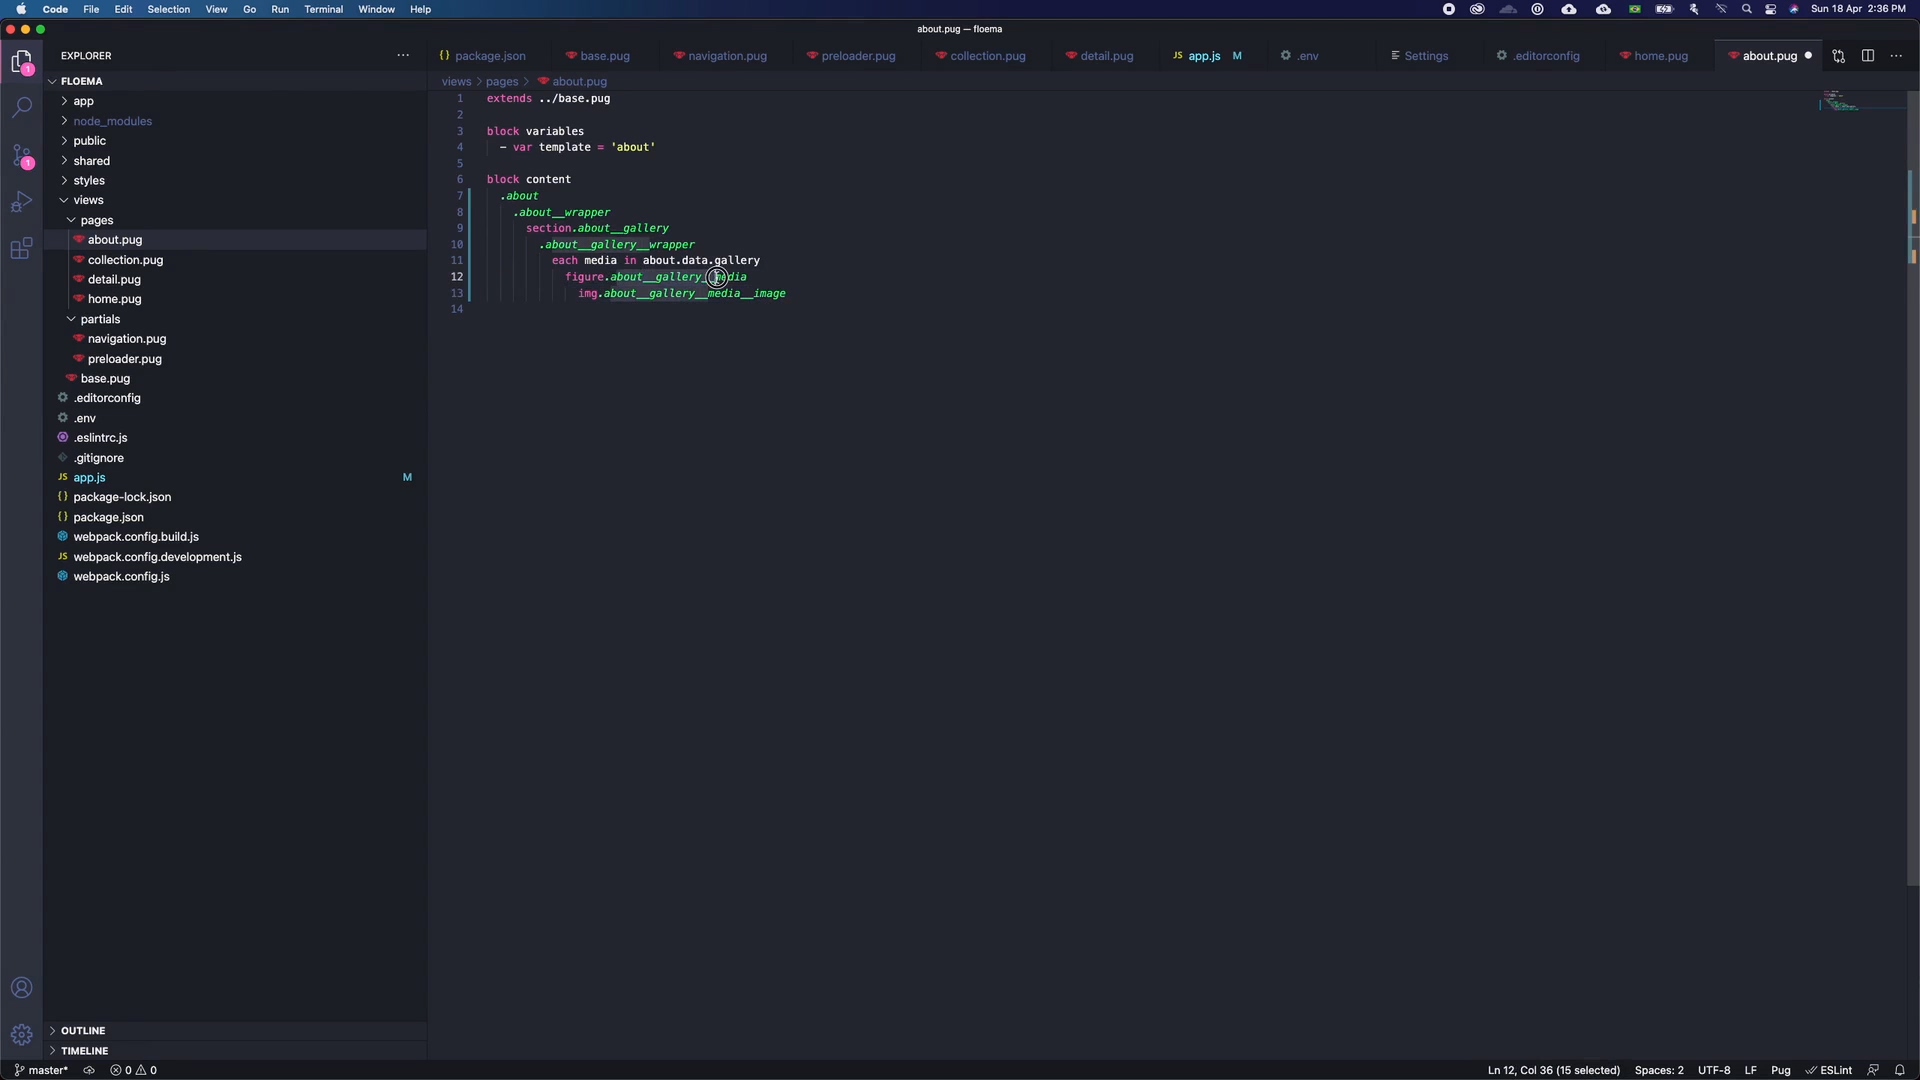 Code File Edit Selection View Go Run Terminal Window Help Sun 18 Apr 2:36 PM
about.pug — floema
EXPLORER
package.json base.pug navigation.pug preloader.pug collection.pug detail.pug JS app.js M .env Settings .editorconfig home.pug about.pug
FLOEMA
views > pages > about.pug
app
node_modules
public
shared
styles
views
pages
about.pug
collection.pug
detail.pug
home.pug
partials
navigation.pug
preloader.pug
base.pug
.editorconfig
.env
.eslintrc.js
.gitignore
JS app.js M
package-lock.json
package.json
webpack.config.build.js
JS webpack.config.development.js
webpack.config.js
OUTLINE
TIMELINE
1 extends ../base.pug
2
3 block variables
4 - var template = 'about'
5
6 block content
7 .about
8 .about__wrapper
9 section.about__gallery
10 .about__gallery__wrapper
11 each media in about.data.gallery
12 figure.about__gallery__media
13 img.about__gallery__media__image
14
master* 0 0 Ln 12, Col 36 (15 selected) Spaces: 2 UTF-8 LF Pug ESLint
1
1